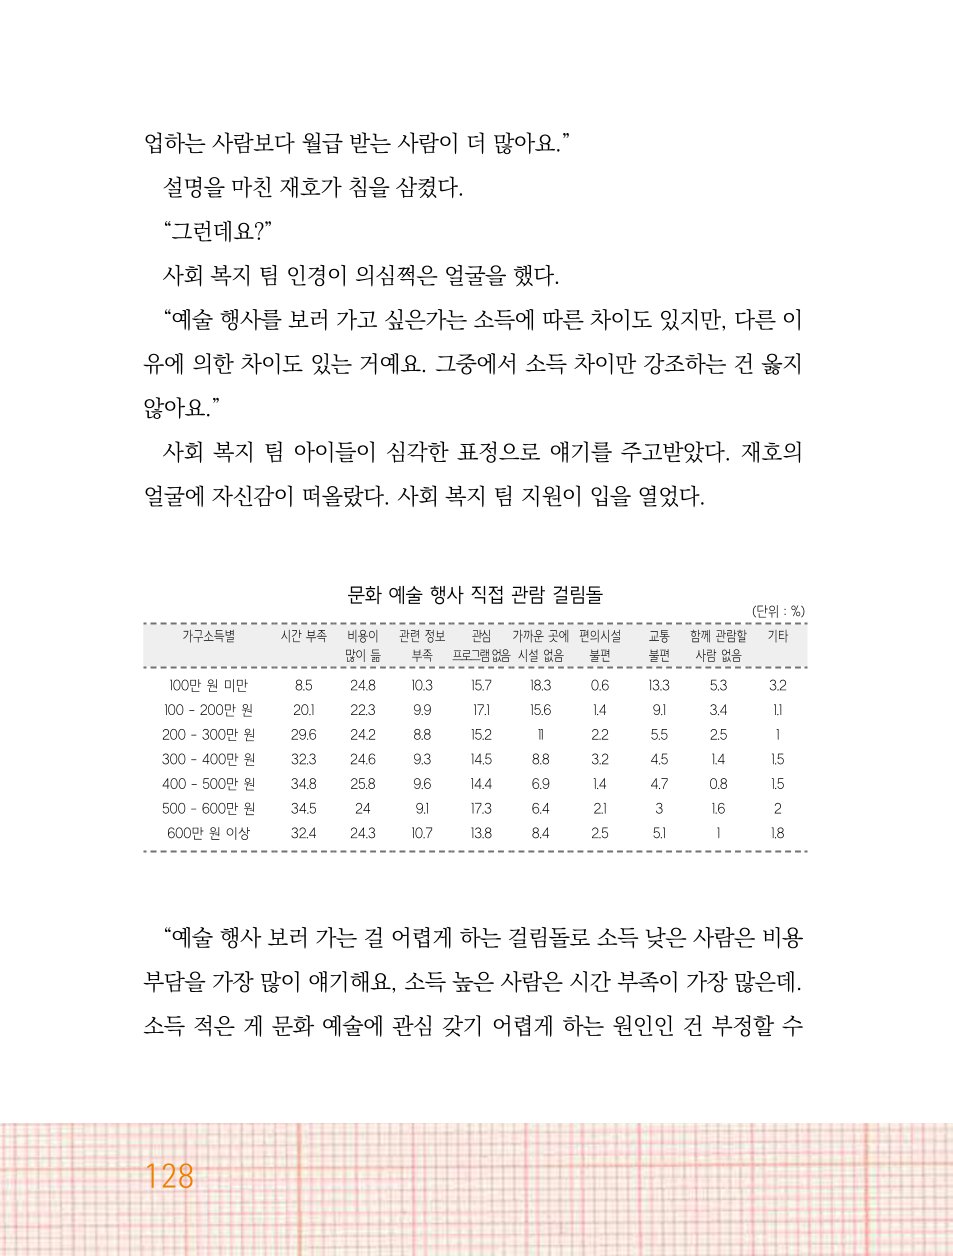 업하는 사람보다 월급 받는 사람이 더 많아요.”
설명을 마친 재호가 침을 삼켰다.
“그런데요?”
사회 복지 팀 인경이 의심쩍은 얼굴을 했다.
“예술 행사를 보러 가고 싶은가는 소득에 따른 차이도 있지만, 다른 이
유에 의한 차이도 있는 거예요. 그중에서 소득 차이만 강조하는 건 옳지
않아요.”
사회 복지 팀 아이들이 심각한 표정으로 얘기를 주고받았다. 재호의
얼굴에 자신감이 떠올랐다. 사회 복지 팀 지원이 입을 열었다.
문화 예술 행사 직접 관람 걸림돌
(단위 : %)
가구소득별 시간 부족 비용이 관련 정보 관심 가까운 곳에 편의시설 교통 함께 관람할 기타
많이 듦 부족 프로그램 없음 시설 없음 불편 불편 사람 없음
100만 원 미만 8.5 24.8 10.3 15.7 18.3 0.6 13.3 5.3 3.2
100 - 200만 원 20.1 22.3 9.9 17.1 15.6 1.4 9.1 3.4 1.1
200 - 300만 원 29.6 24.2 8.8 15.2 11 2.2 5.5 2.5 1
300 - 400만 원 32.3 24.6 9.3 14.5 8.8 3.2 4.5 1.4 1.5
400 - 500만 원 34.8 25.8 9.6 14.4 6.9 1.4 4.7 0.8 1.5
500 - 600만 원 34.5 24 9.1 17.3 6.4 2.1 3 1.6 2
600만 원 이상 32.4 24.3 10.7 13.8 8.4 2.5 5.1 1 1.8
“예술 행사 보러 가는 걸 어렵게 하는 걸림돌로 소득 낮은 사람은 비용
부담을 가장 많이 얘기해요, 소득 높은 사람은 시간 부족이 가장 많은데.
소득 적은 게 문화 예술에 관심 갖기 어렵게 하는 원인인 건 부정할 수
128